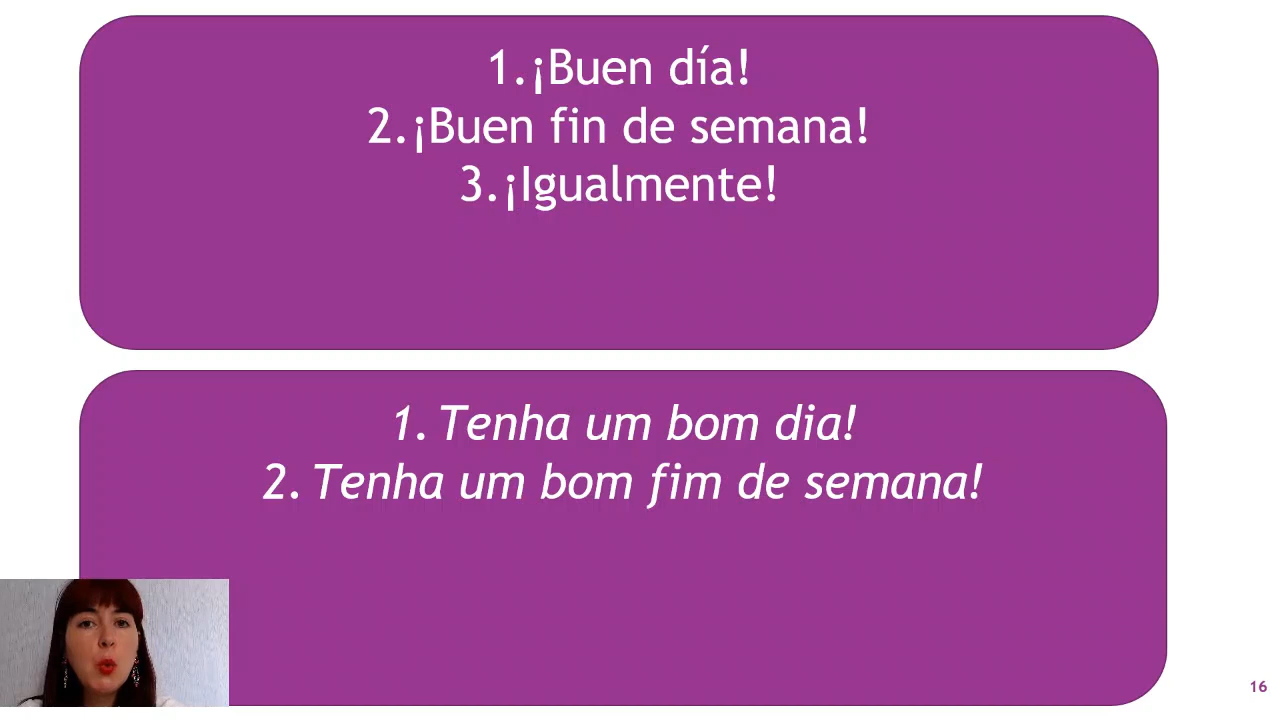 1.¡Buen día!
2.¡Buen fin de semana!
3.¡Igualmente!
1. Tenha um bom dia!
2. Tenha um bom fim de semana!
16